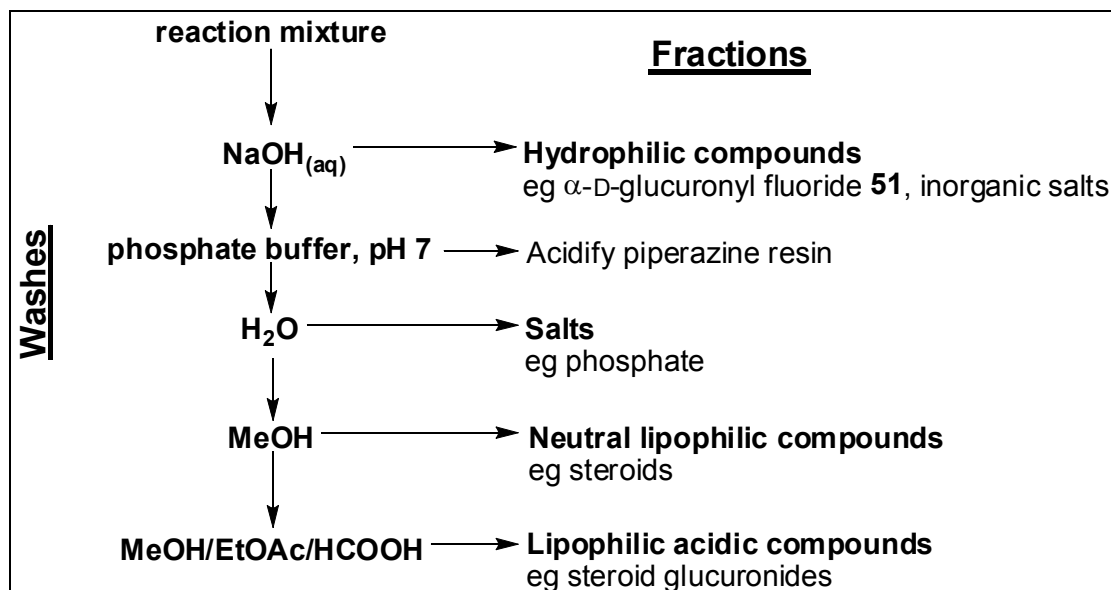 reaction mixture
Fractions
Washes
NaOH(aq)
Hydrophilic compounds
eg α-D-glucuronyl fluoride 51, inorganic salts
phosphate buffer, pH 7
Acidify piperazine resin
H2O
Salts
eg phosphate
MeOH
Neutral lipophilic compounds
eg steroids
MeOH/EtOAc/HCOOH
Lipophilic acidic compounds
eg steroid glucuronides